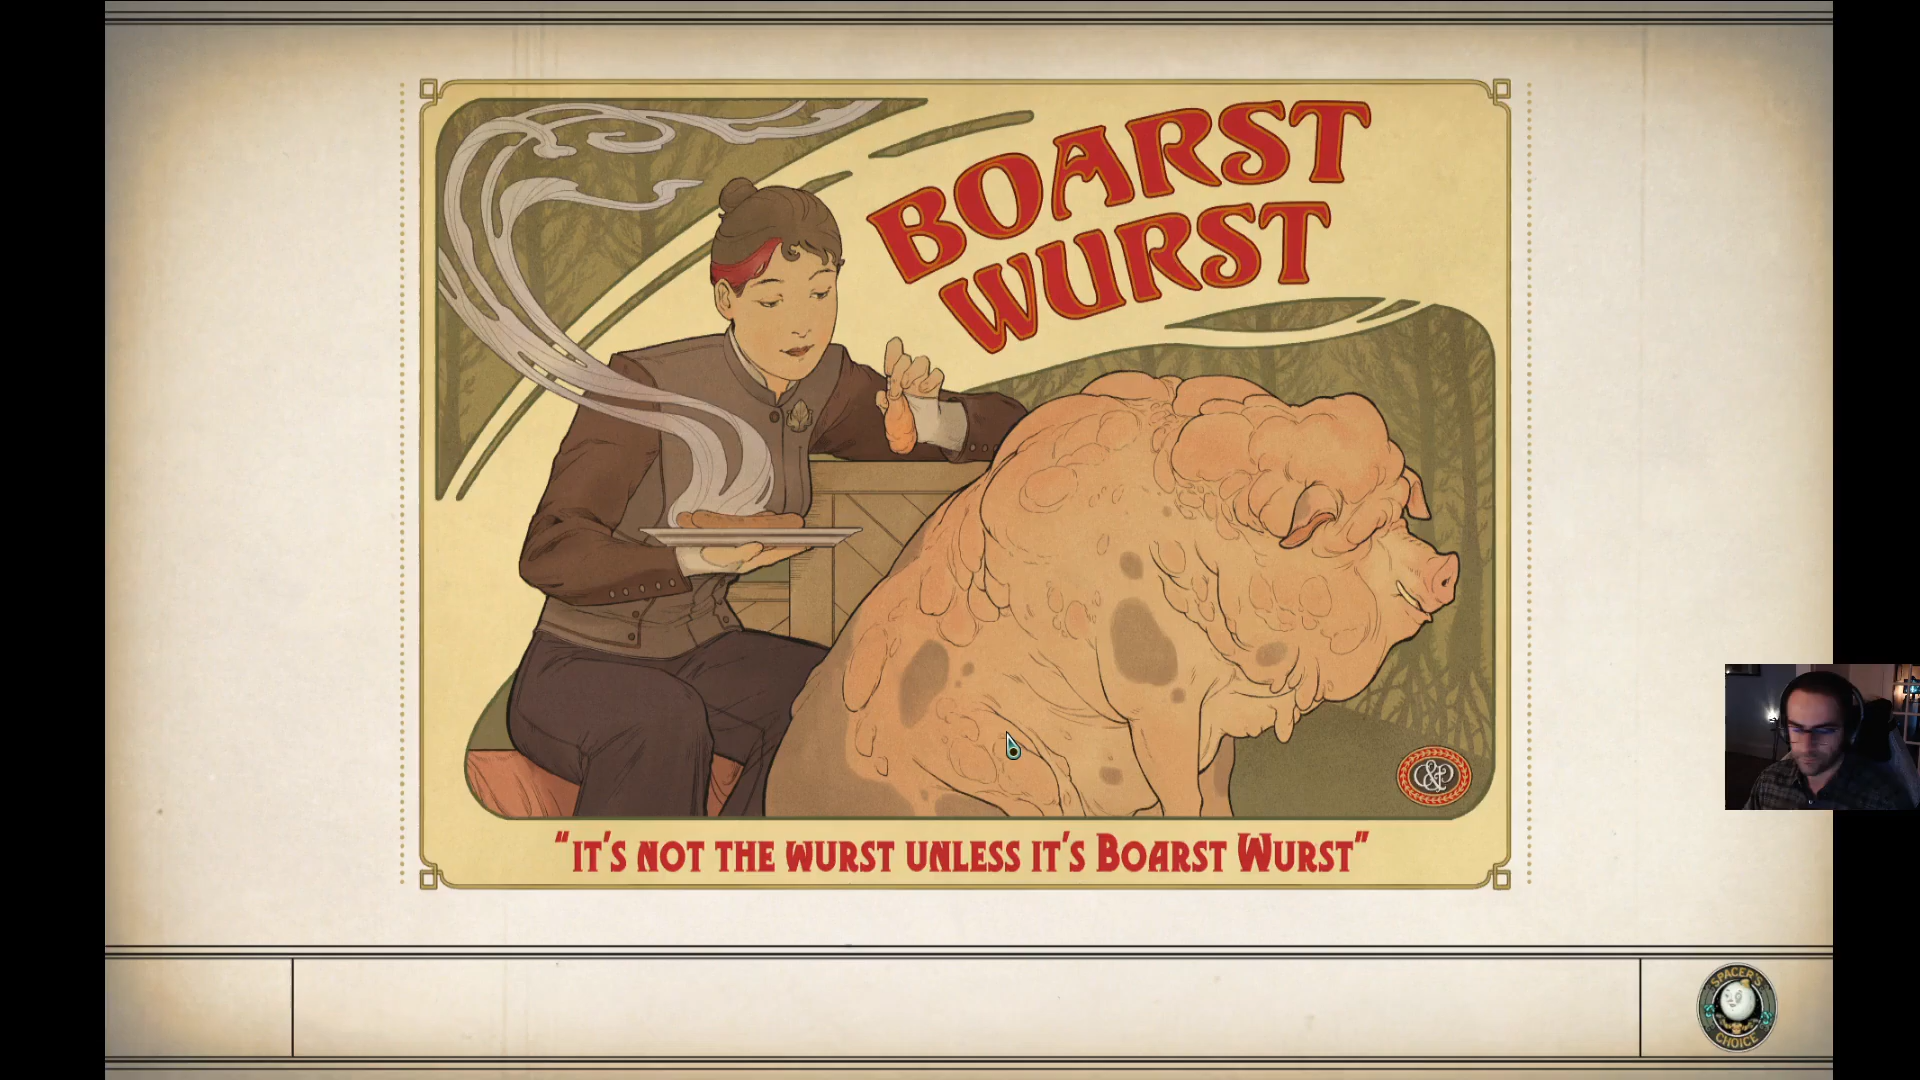 BOARST
WURST
"IT'S NOT THE WURST UNLESS IT'S BOARST WURST"
&
SPACER'S
CHOICE